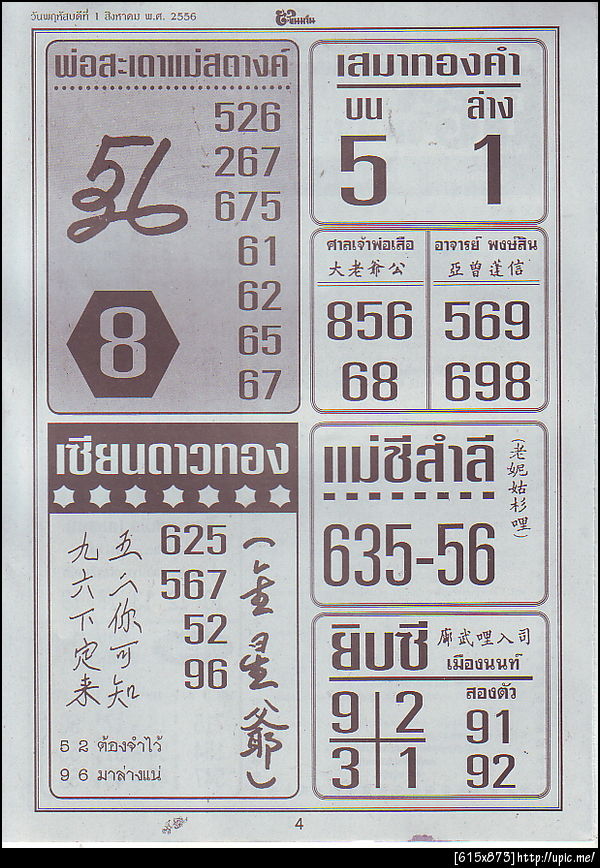 วันพฤหัสบดีที่ 1 สิงหาคม พ.ศ. 2556
พ่อสะเดาแม่สตางค์
526
267
675
61
62
65
67
56
8
เสมาทองคำ
บน ล่าง
5 1
ศาลเจ้าพ่อเสือ
大老爺公
856
68
อาจารย์ พงษ์สิน
亞曾蓬信
569
698
เซียนดาวทอง
625
567
52
96
(金星爺)
五六你可知
九六下定来
5 2 ต้องจำไว้
9 6 มาล่างแน่
แม่ชีสำลี
(老妮姑杉哩)
635-56
ยิบซี
廊武哩入司
เมืองนนท์
9 2
3 1
สองตัว
91
92
4
[615x873]http://upic.me/